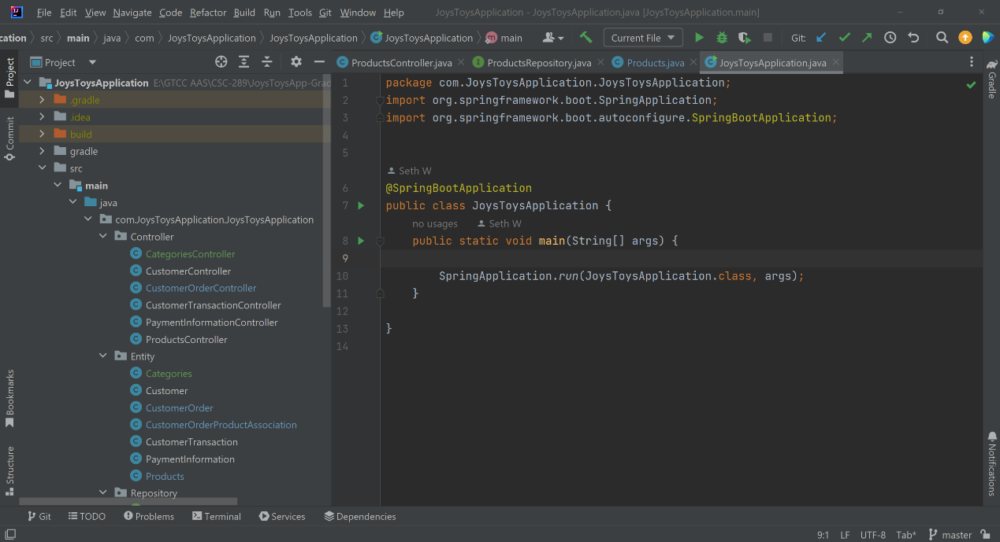 File Edit View Navigate Code Refactor Build Run Tools Git Window Help JoysToysApplication - JoysToysApplication.java [JoysToysApplication.main]
cation src main java com JoysToysApplication JoysToysApplication JoysToysApplication main Current File Git:
Project
ProductsController.java ProductsRepository.java Products.java JoysToysApplication.java
Project
Commit
Bookmarks
Structure
JoysToysApplication E:\GTCC AAS\CSC-289\JoysToysApp-Grad
.gradle
.idea
build
gradle
src
main
java
com.JoysToysApplication.JoysToysApplication
Controller
CategoriesController
CustomerController
CustomerOrderController
CustomerTransactionController
PaymentInformationController
ProductsController
Entity
Categories
Customer
CustomerOrder
CustomerOrderProductAssociation
CustomerTransaction
PaymentInformation
Products
Repository
1 package com.JoysToysApplication.JoysToysApplication;
2 import org.springframework.boot.SpringApplication;
3 import org.springframework.boot.autoconfigure.SpringBootApplication;
4
5
Seth W
6 @SpringBootApplication
7 public class JoysToysApplication {
no usages Seth W
8 public static void main(String[] args) {
9
10 SpringApplication.run(JoysToysApplication.class, args);
11 }
12
13 }
14
Gradle
Notifications
Git TODO Problems Terminal Services Dependencies
9:1 LF UTF-8 Tab* master